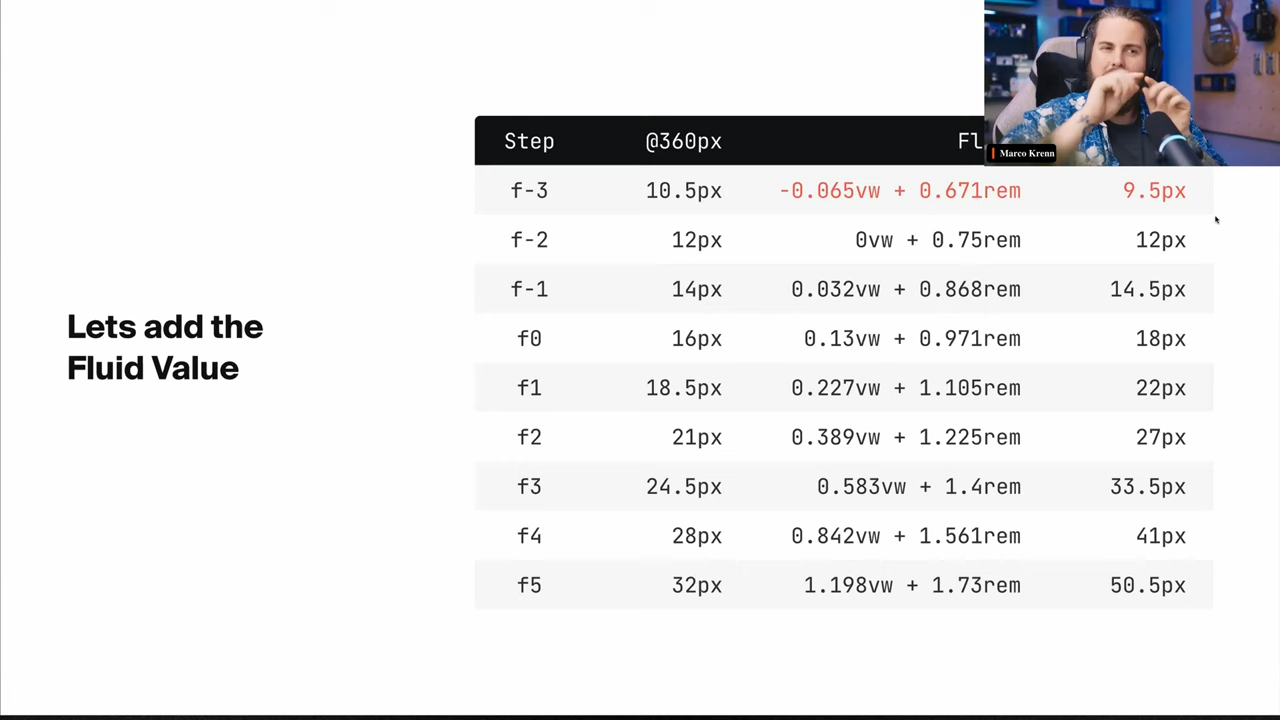 Marco Krenn
Step @360px Fl
f-3 10.5px -0.065vw + 0.671rem 9.5px
f-2 12px 0vw + 0.75rem 12px
f-1 14px 0.032vw + 0.868rem 14.5px
Lets add the
Fluid Value
f0 16px 0.13vw + 0.971rem 18px
f1 18.5px 0.227vw + 1.105rem 22px
f2 21px 0.389vw + 1.225rem 27px
f3 24.5px 0.583vw + 1.4rem 33.5px
f4 28px 0.842vw + 1.561rem 41px
f5 32px 1.198vw + 1.73rem 50.5px